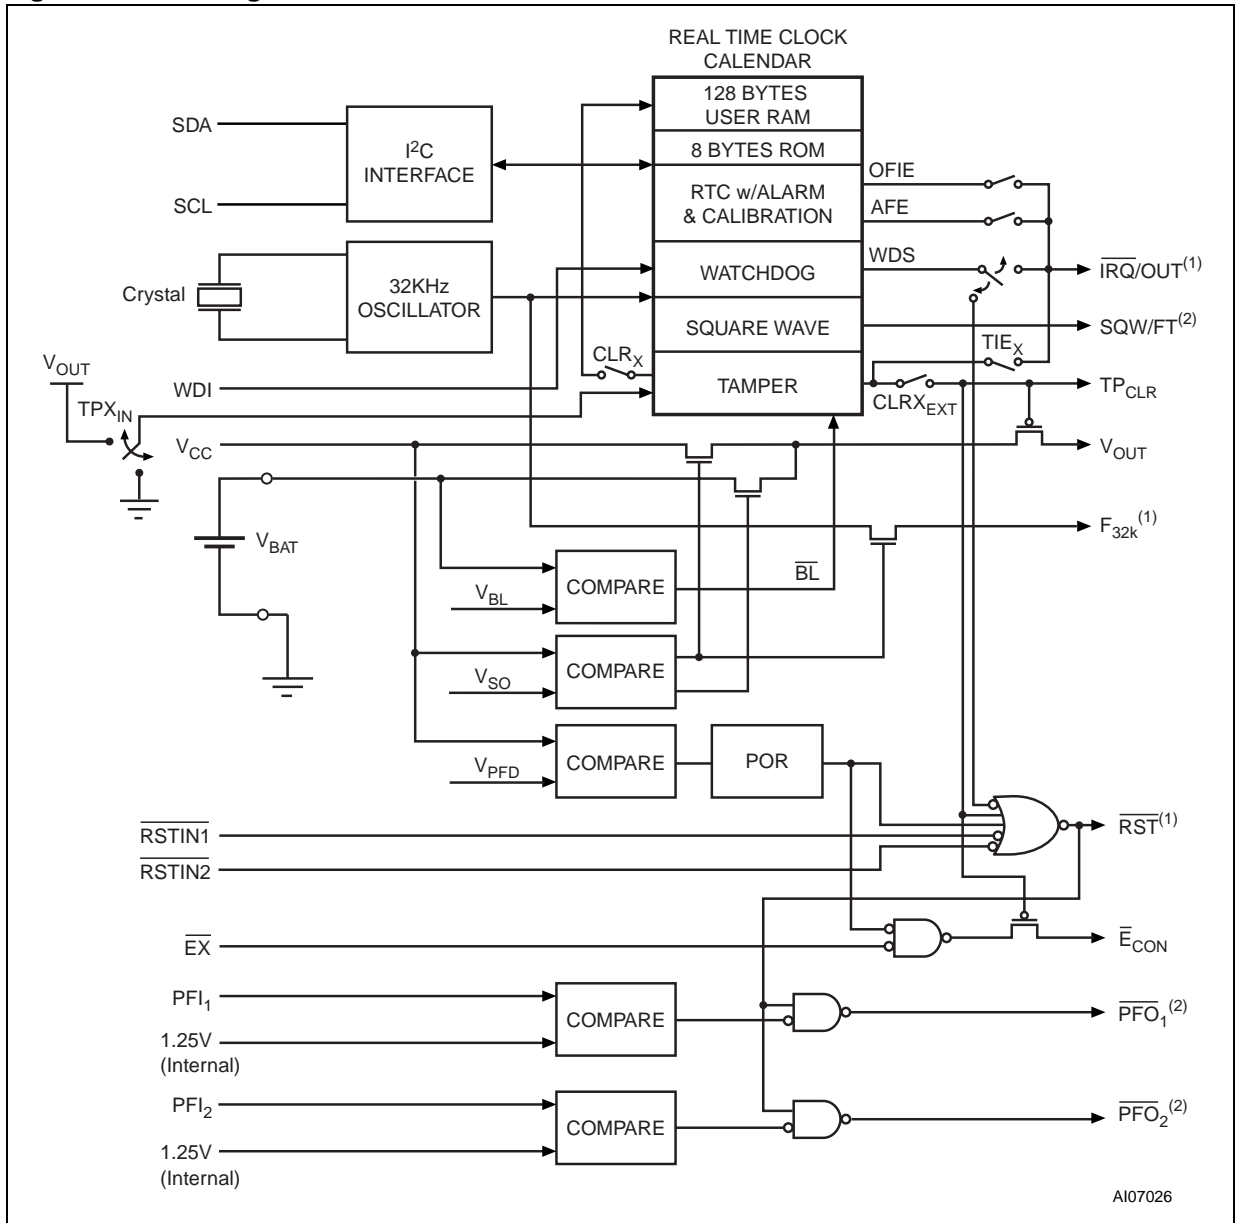 REAL TIME CLOCK
CALENDAR
128 BYTES
USER RAM
8 BYTES ROM
RTC w/ALARM
& CALIBRATION
WATCHDOG
SQUARE WAVE
TAMPER
SDA
SCL
I2C
INTERFACE
Crystal
32KHz
OSCILLATOR
OFIE
AFE
WDS
IRQ/OUT(1)
SQW/FT(2)
TIEX
TPCLR
CLRXEXT
CLRX
VOUT
WDI
TPXIN
VCC
VOUT
F32k(1)
VBAT
COMPARE
VBL
BL
COMPARE
VSO
COMPARE
VPFD
POR
RSTIN1
RSTIN2
RST(1)
EX
ECON
PFI1
1.25V
(Internal)
COMPARE
PFO1(2)
PFI2
1.25V
(Internal)
COMPARE
PFO2(2)
AI07026